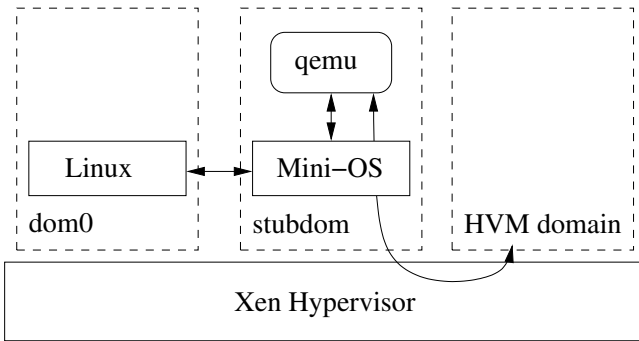 qemu
Linux
Mini-OS
dom0
stubdom
HVM domain
Xen Hypervisor